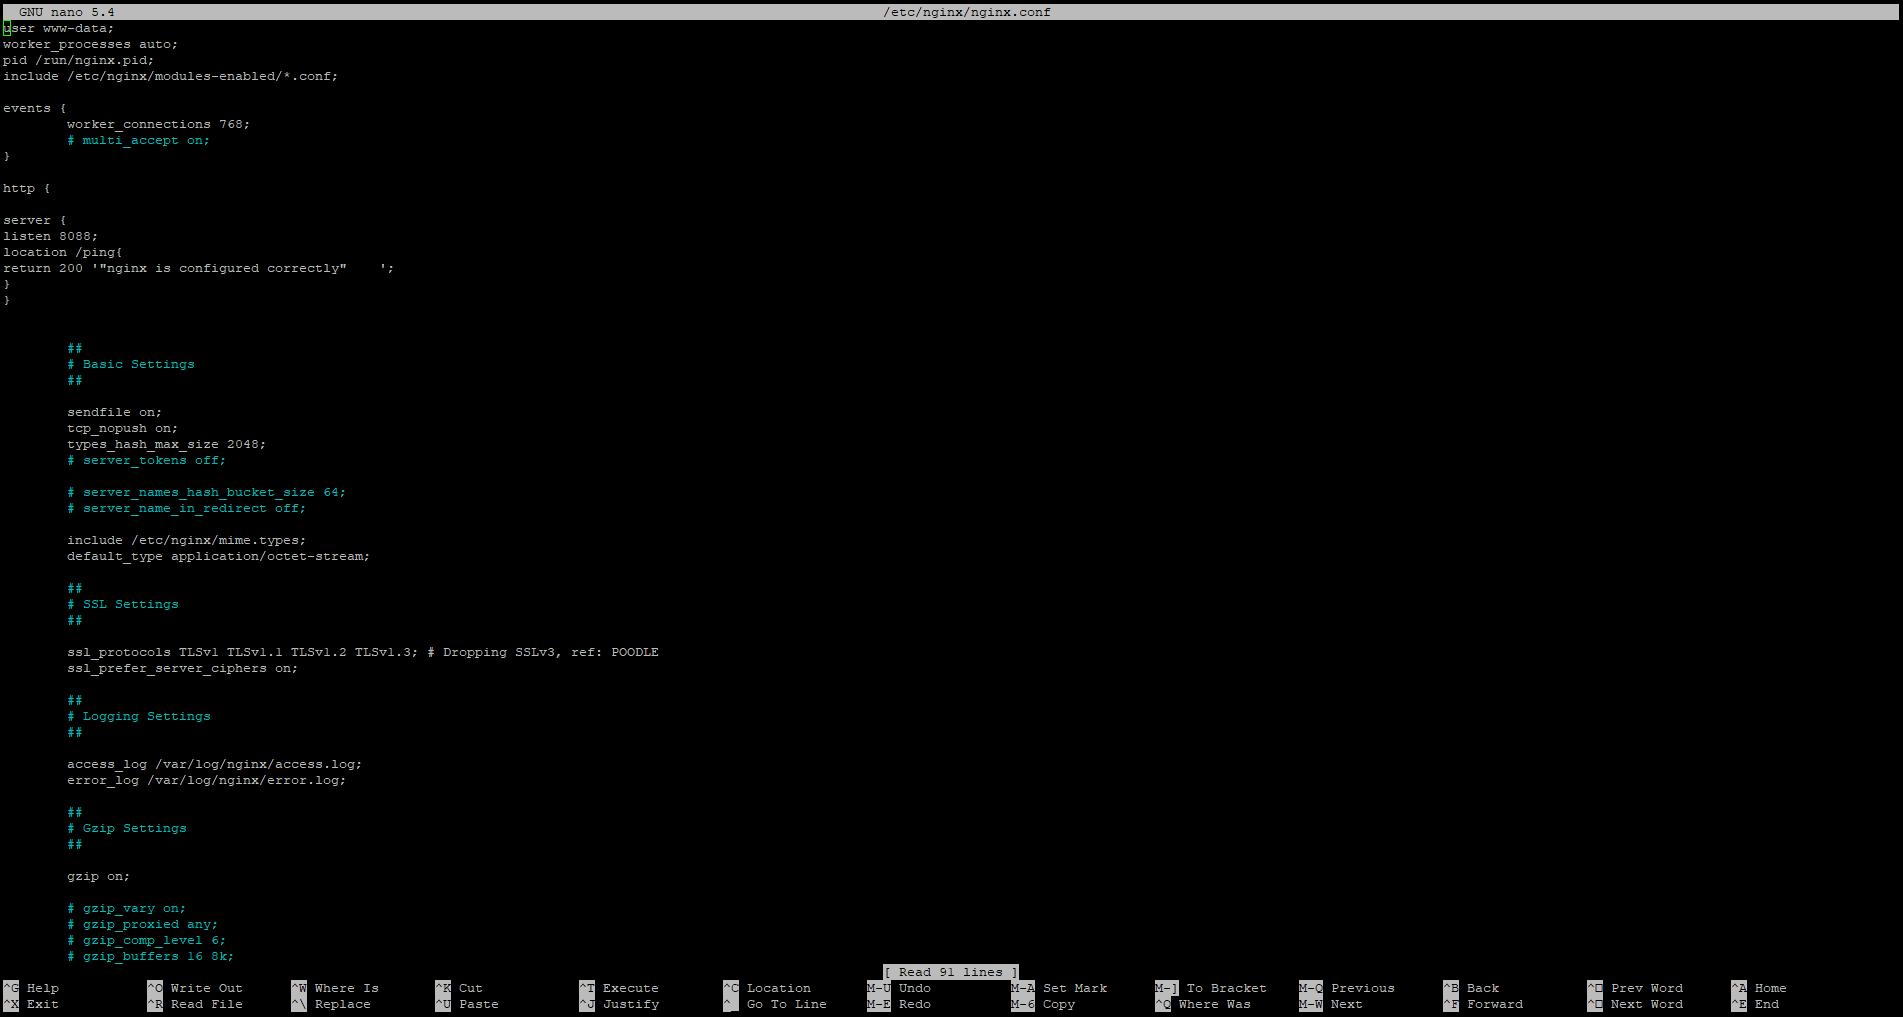 GNU nano 5.4 /etc/nginx/nginx.conf
user www-data;
worker_processes auto;
pid /run/nginx.pid;
include /etc/nginx/modules-enabled/*.conf;
events {
worker_connections 768;
# multi_accept on;
}
http {
server {
listen 8088;
location /ping{
return 200 '"nginx is configured correctly"    ';
}
}
##
# Basic Settings
##
sendfile on;
tcp_nopush on;
types_hash_max_size 2048;
# server_tokens off;
# server_names_hash_bucket_size 64;
# server_name_in_redirect off;
include /etc/nginx/mime.types;
default_type application/octet-stream;
##
# SSL Settings
##
ssl_protocols TLSv1 TLSv1.1 TLSv1.2 TLSv1.3; # Dropping SSLv3, ref: POODLE
ssl_prefer_server_ciphers on;
##
# Logging Settings
##
access_log /var/log/nginx/access.log;
error_log /var/log/nginx/error.log;
##
# Gzip Settings
##
gzip on;
# gzip_vary on;
# gzip_proxied any;
# gzip_comp_level 6;
# gzip_buffers 16 8k;
[ Read 91 lines ]
^G Help ^O Write Out ^W Where Is ^K Cut ^T Execute ^C Location M-U Undo M-A Set Mark M-] To Bracket M-Q Previous ^B Back ^□ Prev Word ^A Home
^X Exit ^R Read File ^\ Replace ^U Paste ^J Justify ^_ Go To Line M-E Redo M-6 Copy ^Q Where Was M-W Next ^F Forward ^□ Next Word ^E End